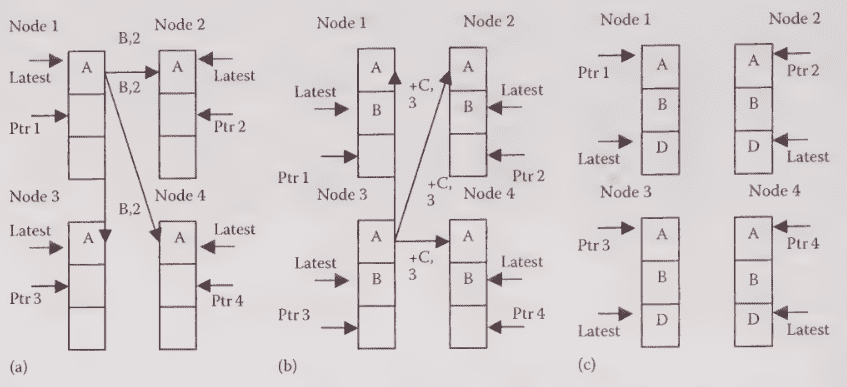 Node 1
Node 2
B,2
A
A
Latest
Latest
B,2
Ptr 1
Ptr 2
Node 3
Node 4
B,2
Latest
A
A
Latest
Ptr 3
Ptr 4
(a)
Node 1
Node 2
A
A
Latest
+C,
3
Latest
B
B
Ptr 1
Ptr 2
Node 3
+C,
3
Node 4
A
A
+C,
3
Latest
B
B
Latest
Ptr 3
Ptr 4
(b)
Node 1
Node 2
A
A
Ptr 1
Ptr 2
B
B
D
D
Latest
Latest
Node 3
Node 4
A
A
Ptr 3
Ptr 4
B
B
D
D
Latest
Latest
(c)